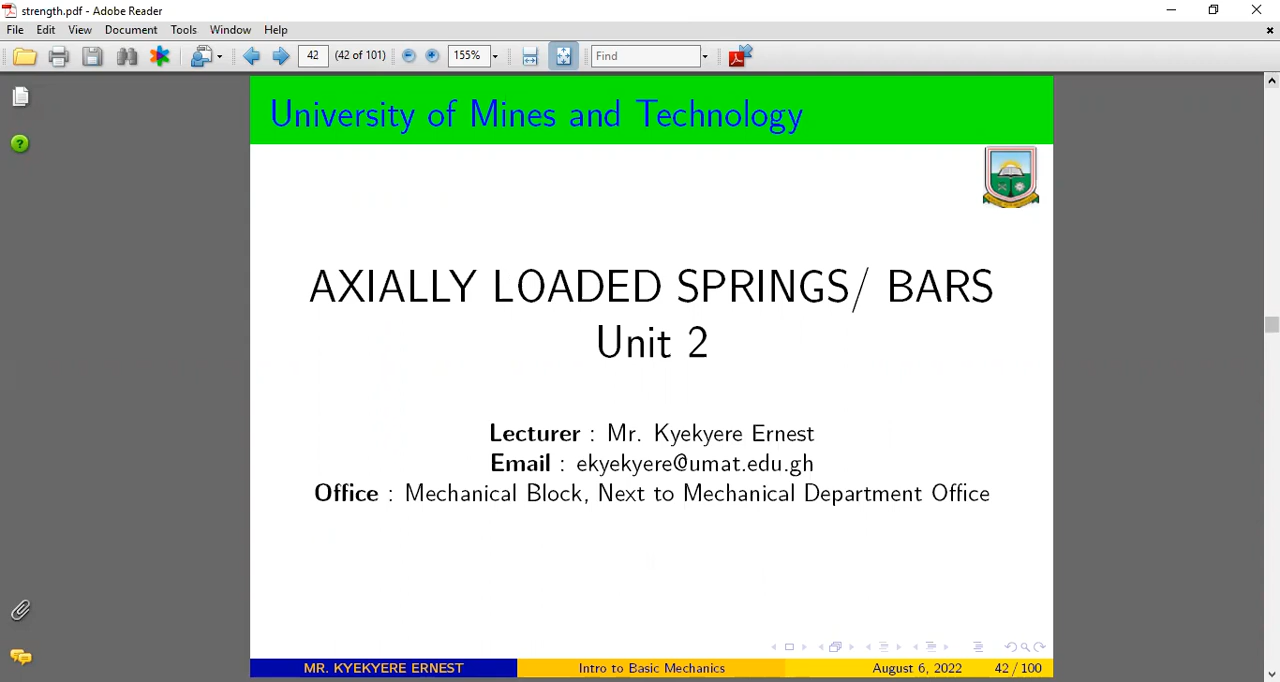 strength.pdf - Adobe Reader
File Edit View Document Tools Window Help
42 (42 of 101) 155% Find
University of Mines and Technology
AXIALLY LOADED SPRINGS/ BARS
Unit 2
Lecturer : Mr. Kyekyere Ernest
Email : ekyekyere@umat.edu.gh
Office : Mechanical Block, Next to Mechanical Department Office
MR. KYEKYERE ERNEST Intro to Basic Mechanics August 6, 2022 42 / 100